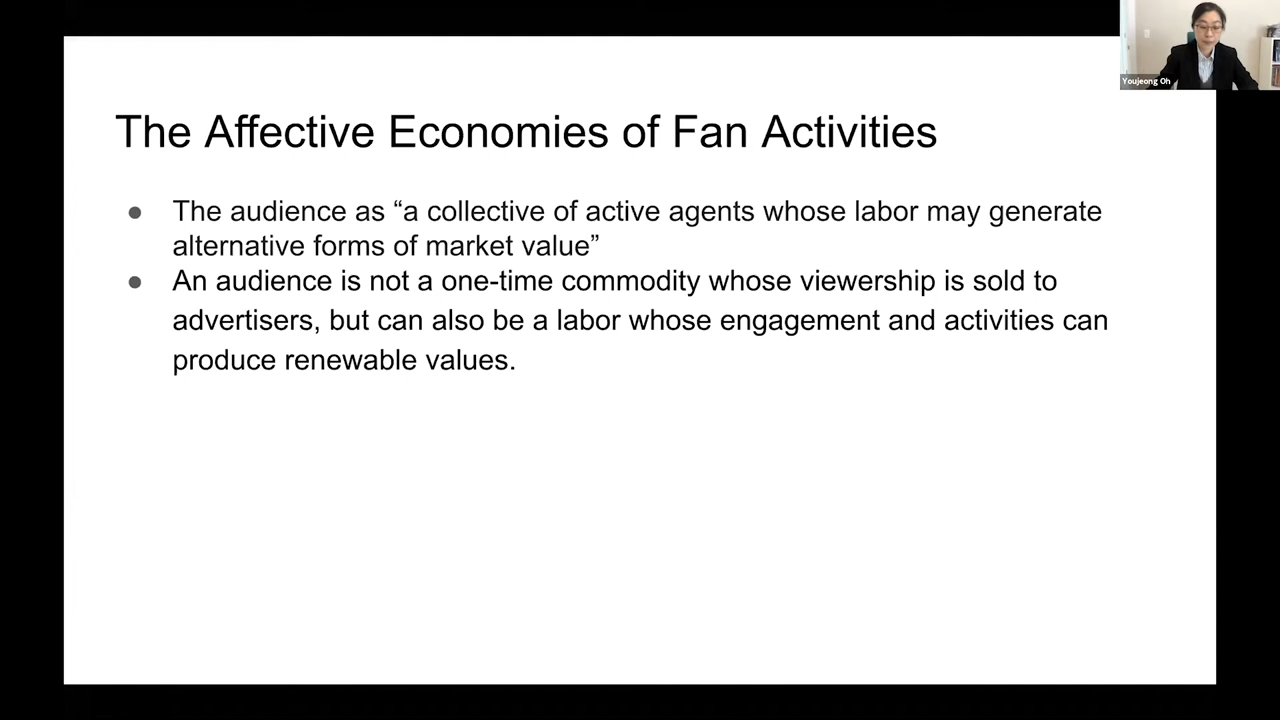 Youjeong Oh
The Affective Economies of Fan Activities
● The audience as “a collective of active agents whose labor may generate
alternative forms of market value”
● An audience is not a one-time commodity whose viewership is sold to
advertisers, but can also be a labor whose engagement and activities can
produce renewable values.